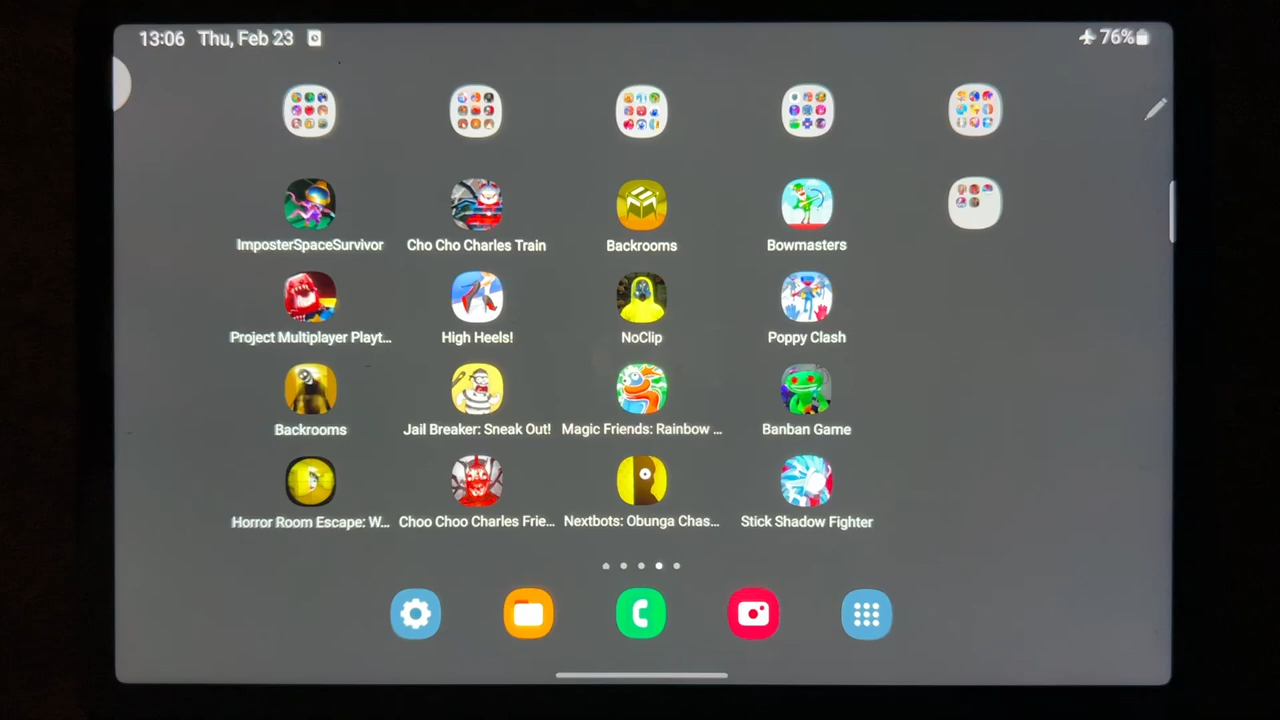 13:06 Thu, Feb 23 76%
ImposterSpaceSurvivor Cho Cho Charles Train Backrooms Bowmasters
Project Multiplayer Playt... High Heels! NoClip Poppy Clash
Backrooms Jail Breaker: Sneak Out! Magic Friends: Rainbow ... Banban Game
Horror Room Escape: W... Choo Choo Charles Frie... Nextbots: Obunga Chas... Stick Shadow Fighter